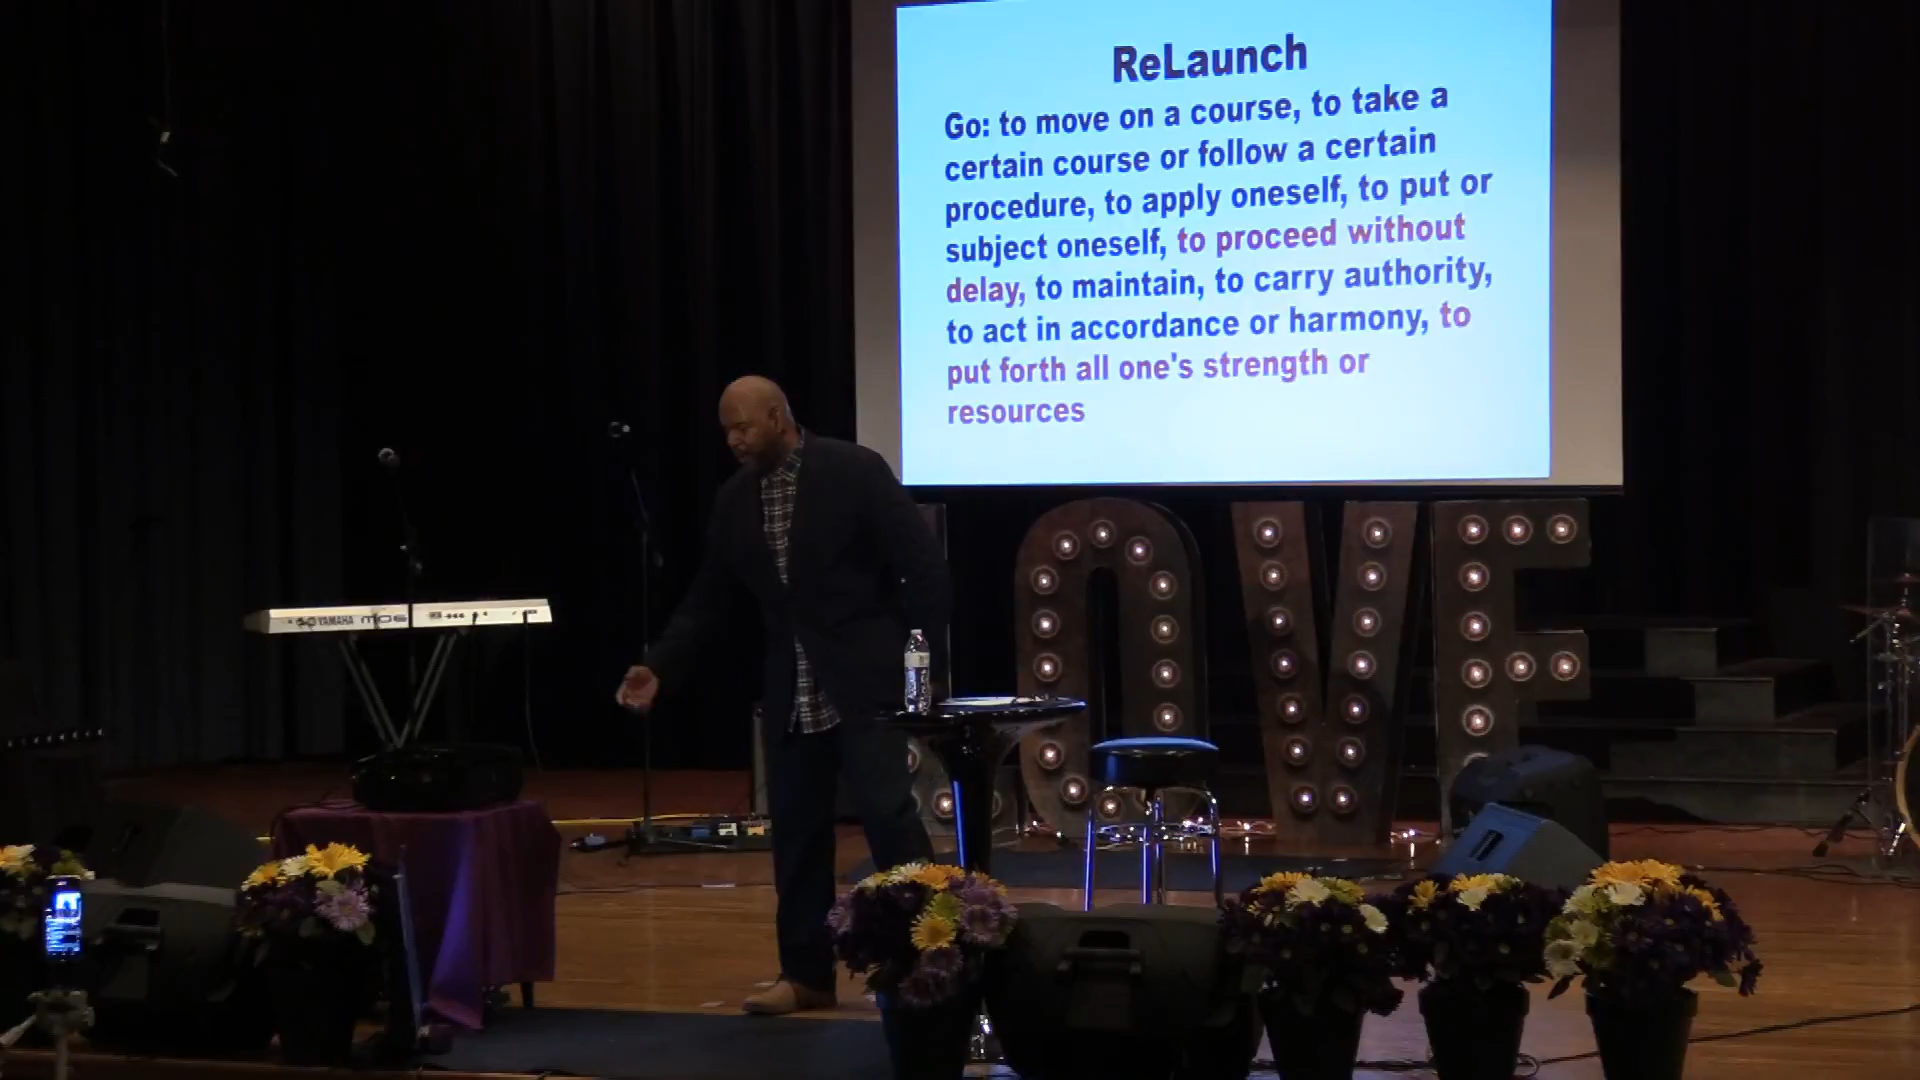 ReLaunch
Go: to move on a course, to take a
certain course or follow a certain
procedure, to apply oneself, to put or
subject oneself, to proceed without
delay, to maintain, to carry authority,
to act in accordance or harmony, to
put forth all one's strength or
resources
YAMAHA MO6
OVE